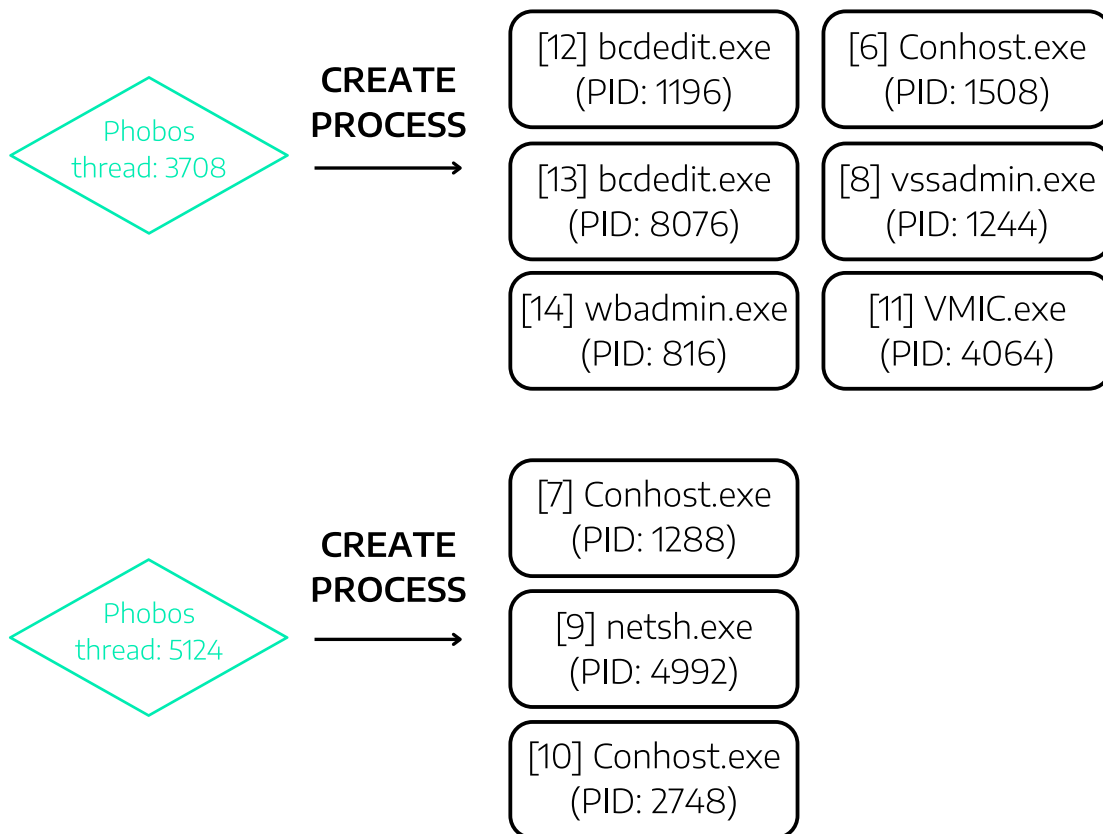 Phobos
thread: 3708
CREATE
PROCESS
[12] bcdedit.exe
(PID: 1196)
[6] Conhost.exe
(PID: 1508)
[13] bcdedit.exe
(PID: 8076)
[8] vssadmin.exe
(PID: 1244)
[14] wbadmin.exe
(PID: 816)
[11] VMIC.exe
(PID: 4064)
Phobos
thread: 5124
CREATE
PROCESS
[7] Conhost.exe
(PID: 1288)
[9] netsh.exe
(PID: 4992)
[10] Conhost.exe
(PID: 2748)